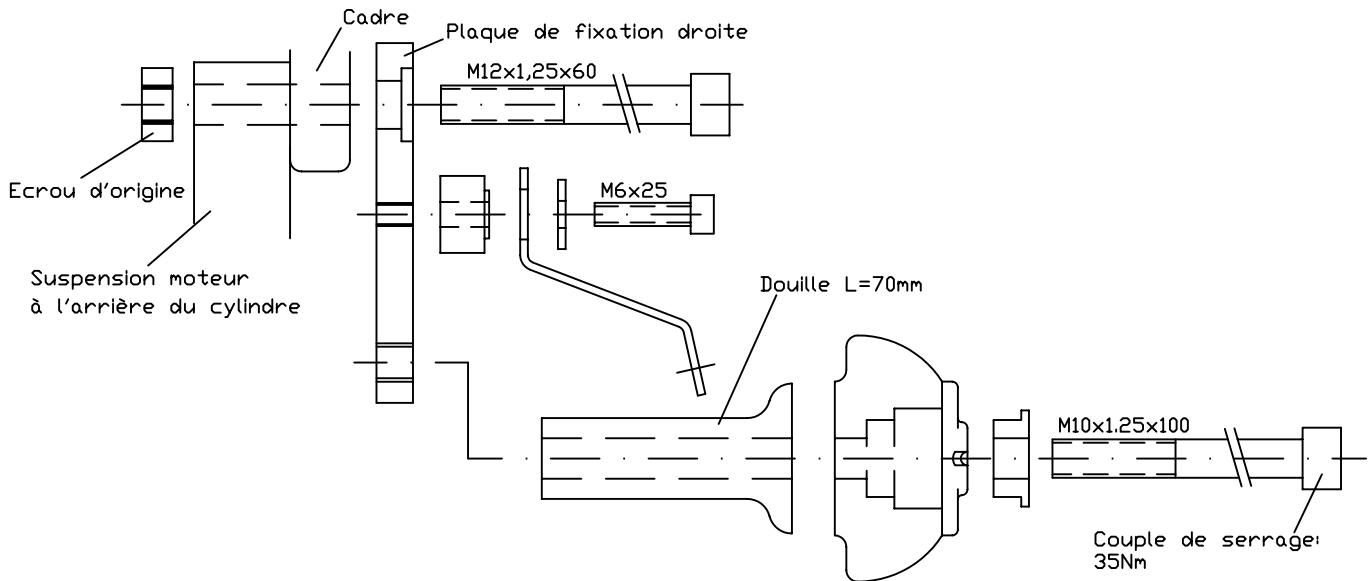 Cadre
Plaque de fixation droite
M12x1,25x60
Ecrou d'origine
M6x25
Suspension moteur
à l'arrière du cylindre
Douille L=70mm
M10x1.25x100
Couple de serrage:
35Nm